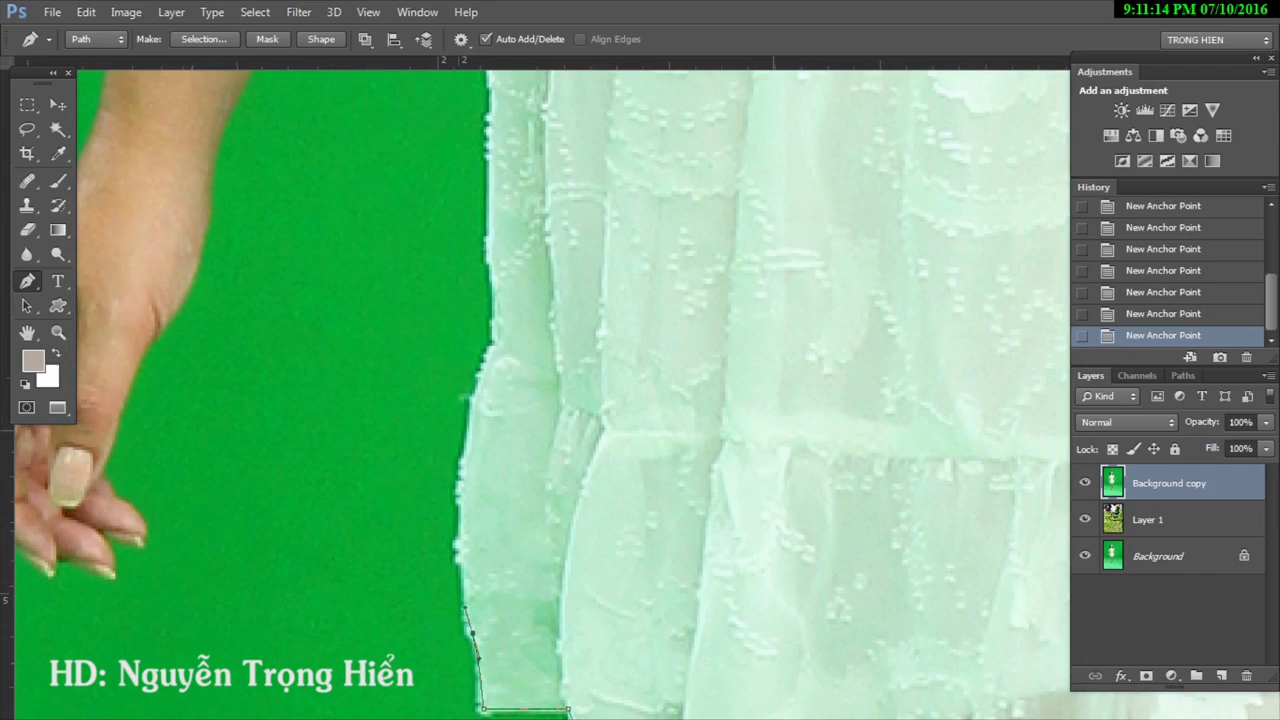 Ps File Edit Image Layer Type Select Filter 3D View Window Help
9:11:14 PM 07/10/2016
Path Make: Selection... Mask Shape Auto Add/Delete Align Edges TRONG HIEN
2 2
Adjustments
Add an adjustment
History
New Anchor Point
New Anchor Point
New Anchor Point
New Anchor Point
New Anchor Point
New Anchor Point
New Anchor Point
Layers Channels Paths
Kind
Normal Opacity: 100%
Lock: Fill: 100%
Background copy
Layer 1
Background
5
HD: Nguyễn Trọng Hiển
fx